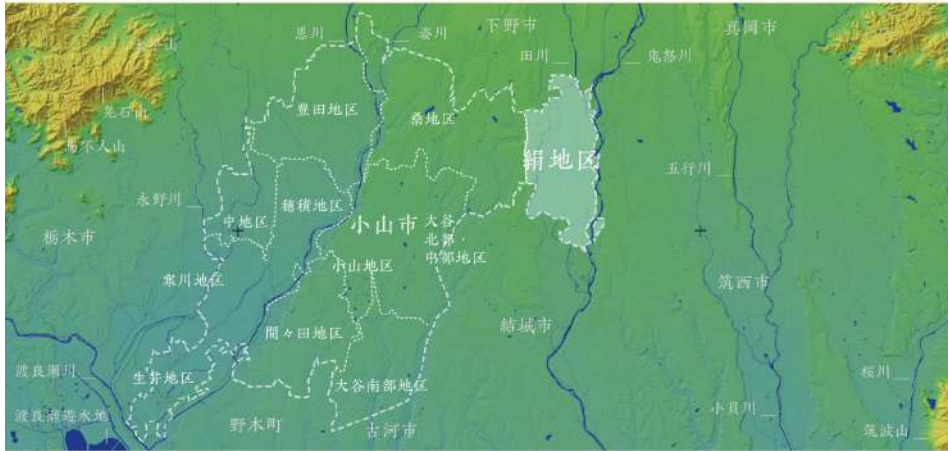 下野市
真岡市
思川
姿川
田川
鬼怒川
晃石山
馬不入山
豊田地区
桑地区
絹地区
五行川
永野川
穂積地区
中地区
小山市
大谷
北部・
中部地区
栃木市
寒川地区
小山地区
筑西市
間々田地区
結城市
渡良瀬川
生井地区
大谷南部地区
桜川
渡良瀬遊水地
野木町
古河市
小貝川
筑波山